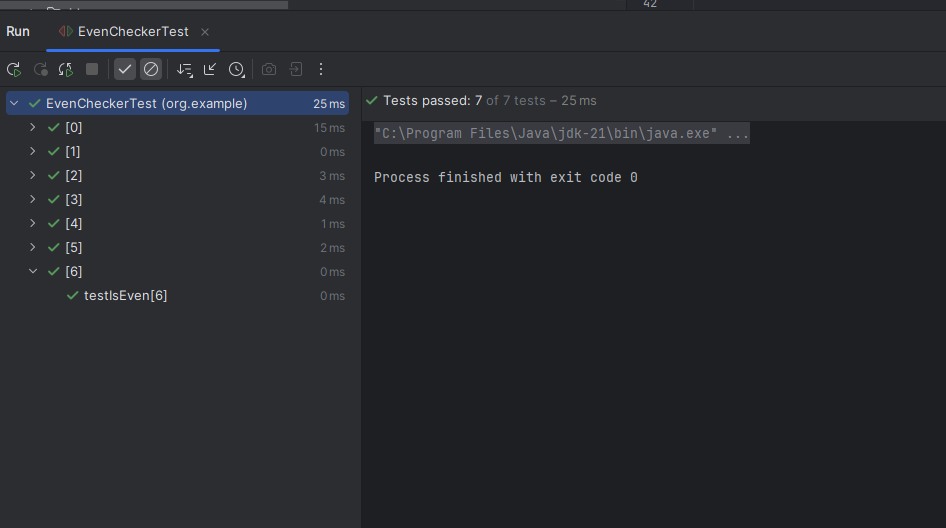 42
Run EvenCheckerTest
EvenCheckerTest (org.example) 25 ms
[0] 15 ms
[1] 0 ms
[2] 3 ms
[3] 4 ms
[4] 1 ms
[5] 2 ms
[6] 0 ms
testIsEven[6] 0 ms
Tests passed: 7 of 7 tests – 25 ms
"C:\Program Files\Java\jdk-21\bin\java.exe" ...
Process finished with exit code 0